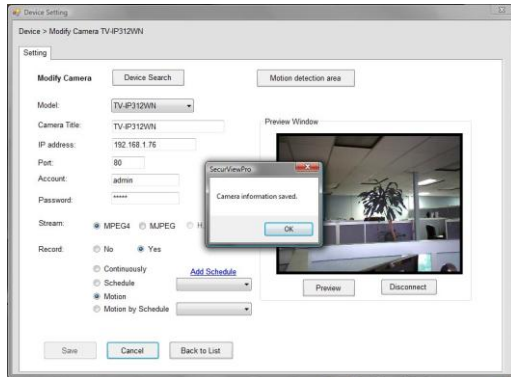 Device Setting
Device > Modify Camera TV-IP312WN
Setting
Modify Camera
Device Search
Motion detection area
Model:
TV-IP312WN
Camera Title:
TV-IP312WN
Preview Window
IP address:
192.168.1.76
Port:
80
Account:
admin
Password:
*****
SecurViewPro
Camera information saved.
OK
Stream:
MPEG4
MJPEG
H.
Record:
No
Yes
Continuously
Add Schedule
Schedule
Motion
Motion by Schedule
Preview
Disconnect
Save
Cancel
Back to List